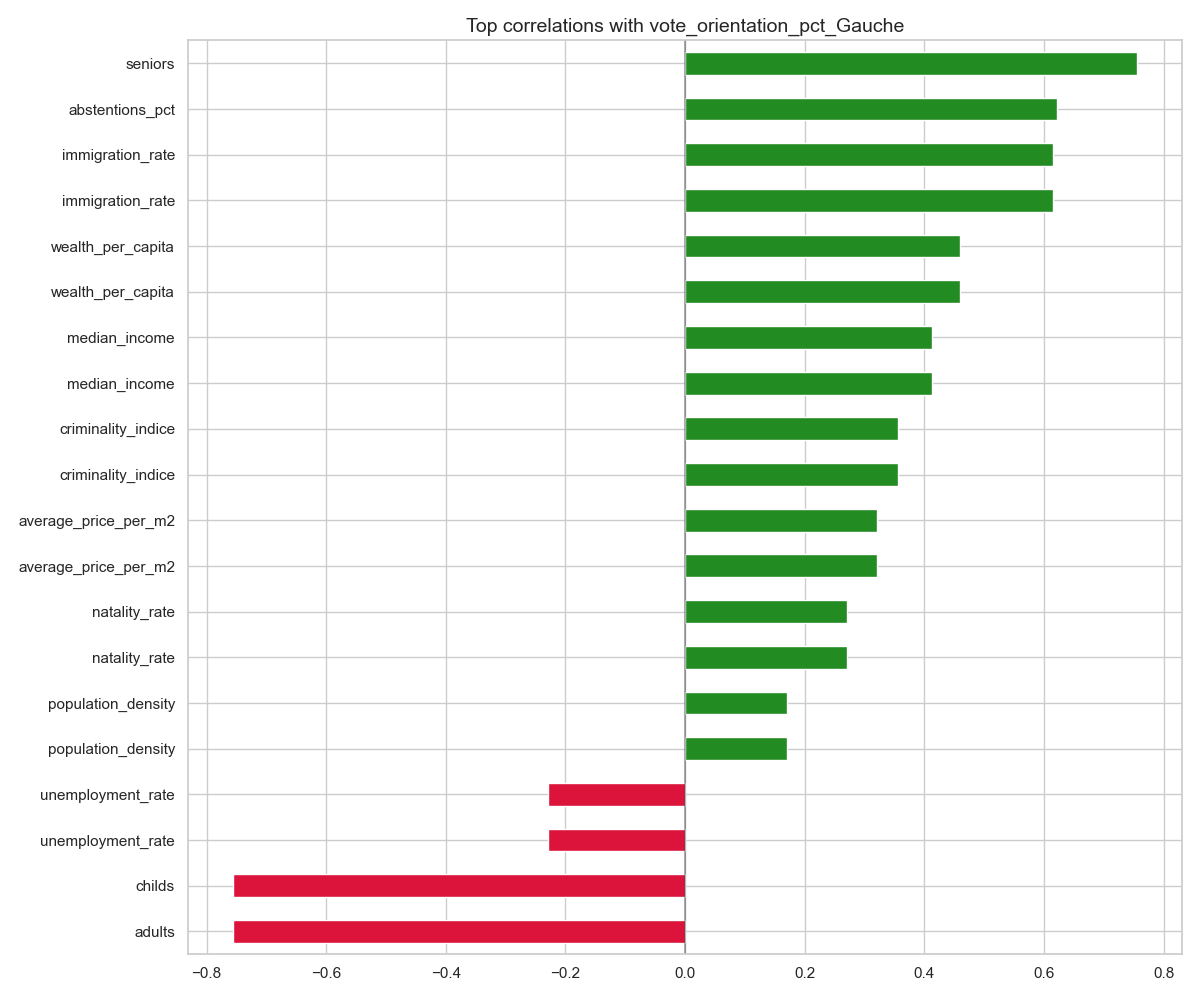 Top correlations with vote_orientation_pct_Gauche
seniors
abstentions_pct
immigration_rate
immigration_rate
wealth_per_capita
wealth_per_capita
median_income
median_income
criminality_indice
criminality_indice
average_price_per_m2
average_price_per_m2
natality_rate
natality_rate
population_density
population_density
unemployment_rate
unemployment_rate
childs
adults
−0.8 −0.6 −0.4 −0.2 0.0 0.2 0.4 0.6 0.8